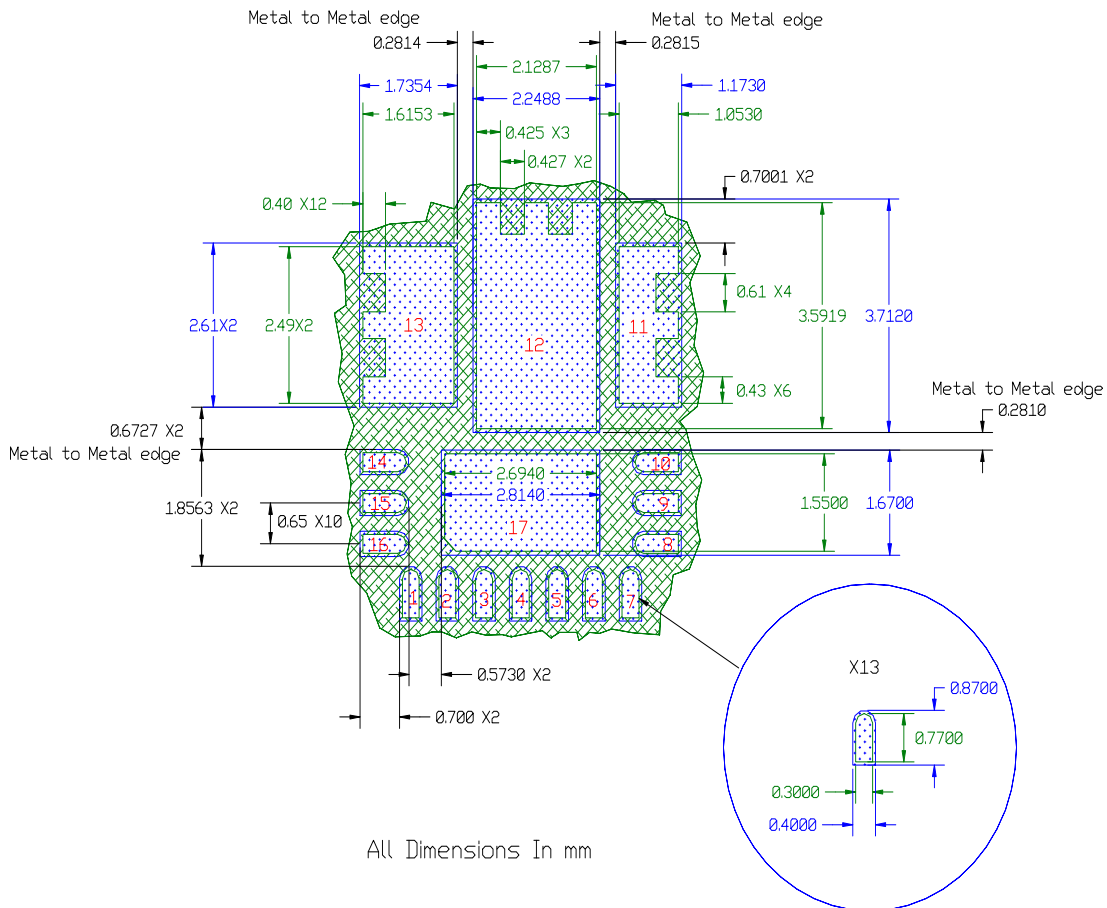 Metal to Metal edge
Metal to Metal edge
0.2814
0.2815
2.1287
1.7354
1.1730
2.2488
1.6153
1.0530
0.425 X3
0.427 X2
0.7001 X2
0.40 X12
0.61 X4
2.61X2
2.49X2
13
12
11
3.5919
3.7120
0.43 X6
Metal to Metal edge
0.2810
0.6727 X2
Metal to Metal edge
14
10
2.6940
2.8140
1.8563 X2
15
9
1.5500
1.6700
0.65 X10
17
16
8
1
2
3
4
5
6
7
X13
0.5730 X2
0.8700
0.700 X2
0.7700
0.3000
0.4000
All Dimensions In mm